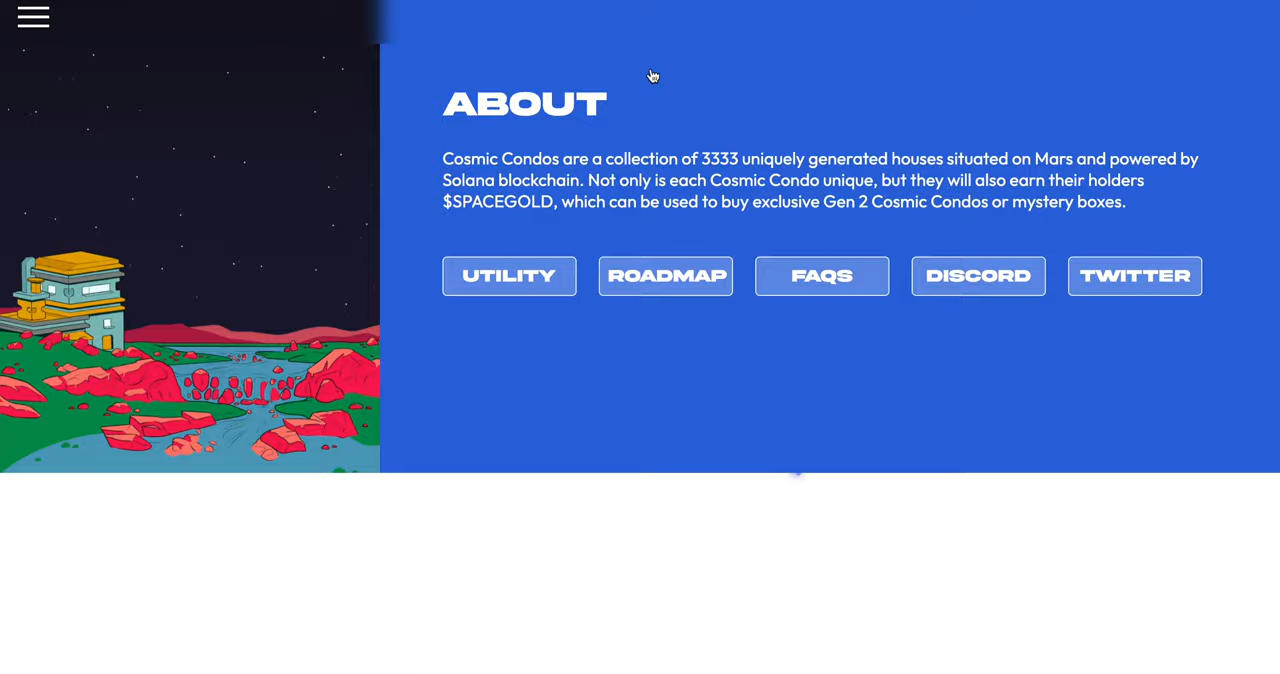 ABOUT
Cosmic Condos are a collection of 3333 uniquely generated houses situated on Mars and powered by
Solana blockchain. Not only is each Cosmic Condo unique, but they will also earn their holders
$SPACEGOLD, which can be used to buy exclusive Gen 2 Cosmic Condos or mystery boxes.
UTILITY ROADMAP FAQS DISCORD TWITTER